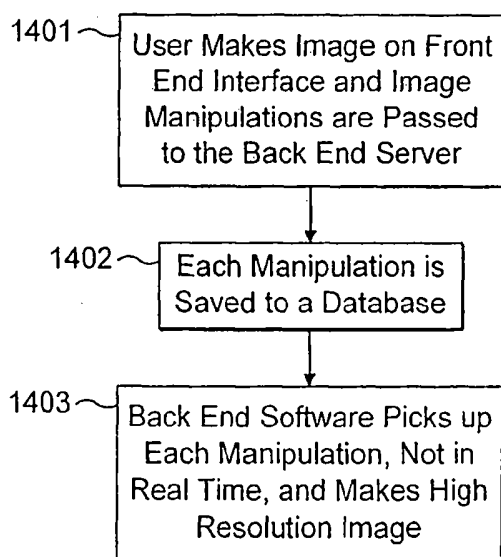 1401
User Makes Image on Front
End Interface and Image
Manipulations are Passed
to the Back End Server
1402
Each Manipulation is
Saved to a Database
1403
Back End Software Picks up
Each Manipulation, Not in
Real Time, and Makes High
Resolution Image